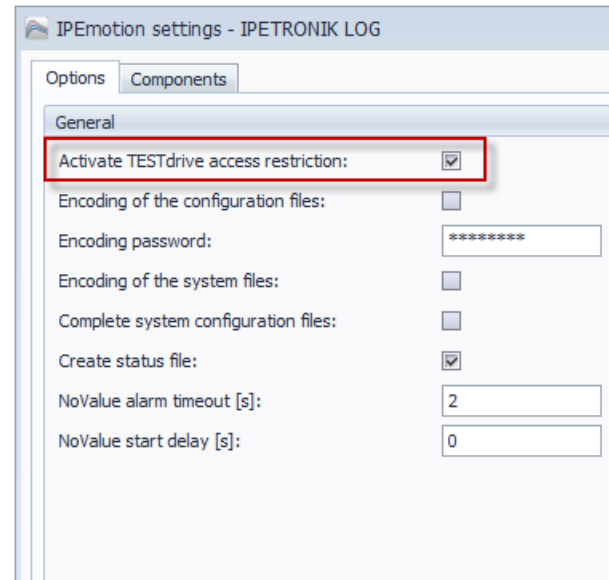 IPEmotion settings - IPETRONIK LOG
Options Components
General
Activate TESTdrive access restriction:
Encoding of the configuration files:
Encoding password: ********
Encoding of the system files:
Complete system configuration files:
Create status file:
NoValue alarm timeout [s]: 2
NoValue start delay [s]: 0